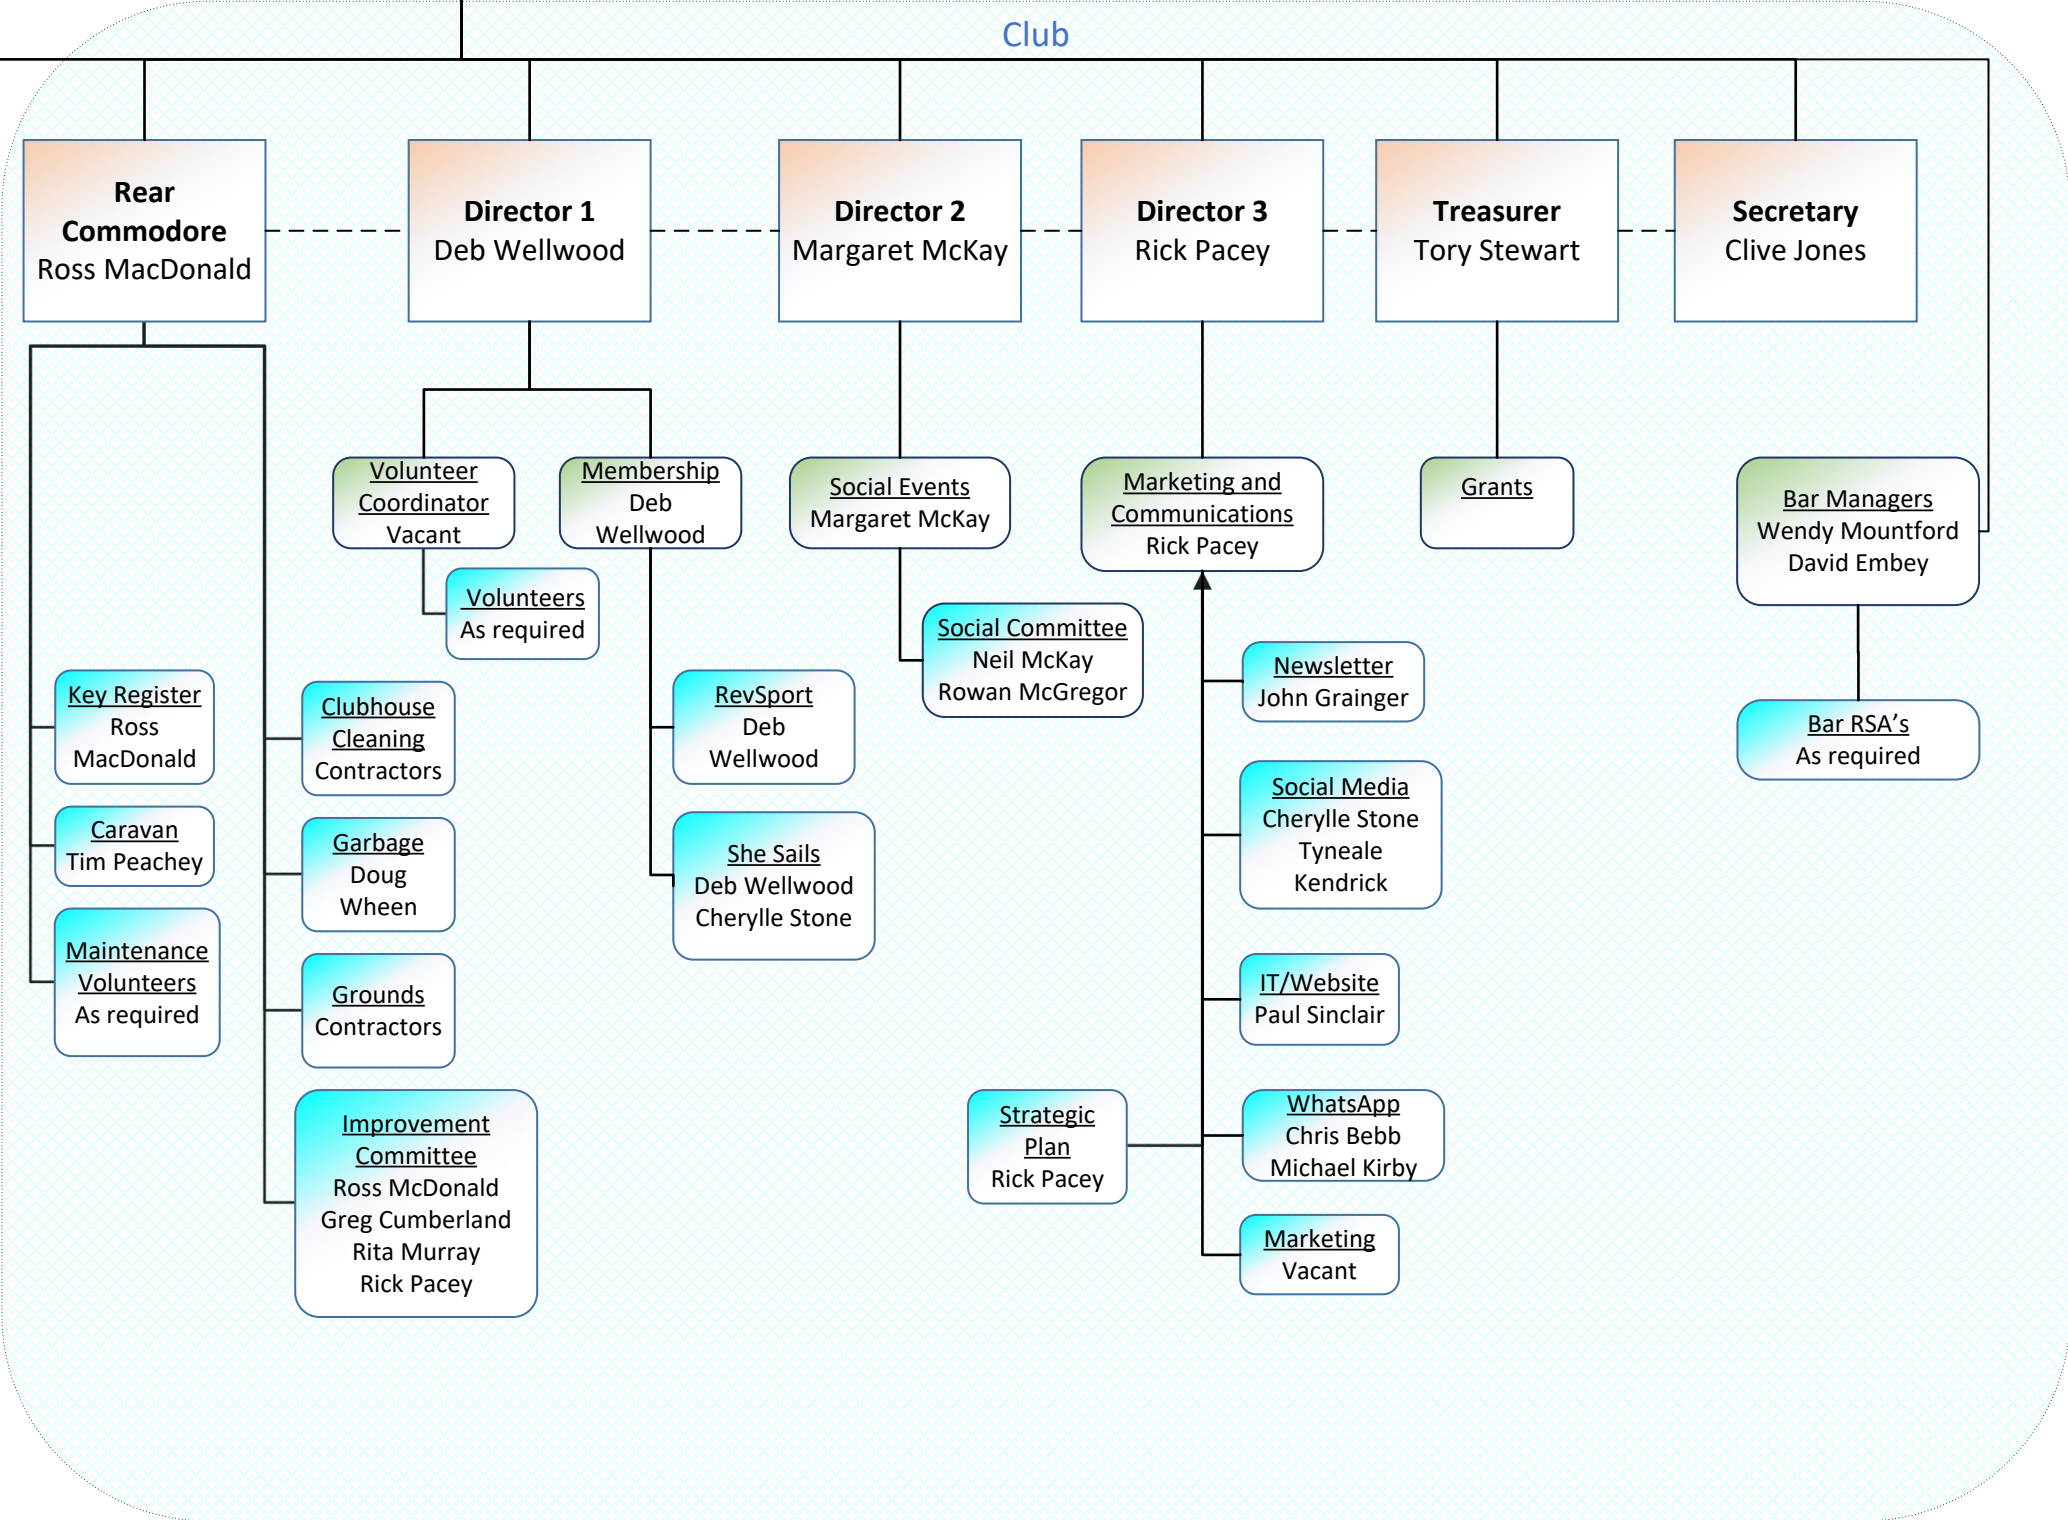 Club
Rear
Commodore
Ross MacDonald
Director 1
Deb Wellwood
Director 2
Margaret McKay
Director 3
Rick Pacey
Treasurer
Tory Stewart
Secretary
Clive Jones
Volunteer
Coordinator
Vacant
Membership
Deb
Wellwood
Social Events
Margaret McKay
Marketing and
Communications
Rick Pacey
Grants
Bar Managers
Wendy Mountford
David Embey
Volunteers
As required
Social Committee
Neil McKay
Rowan McGregor
Newsletter
John Grainger
Key Register
Ross
MacDonald
Clubhouse
Cleaning
Contractors
RevSport
Deb
Wellwood
Bar RSA’s
As required
Social Media
Cherylle Stone
Tyneale
Kendrick
Caravan
Tim Peachey
Garbage
Doug
Wheen
She Sails
Deb Wellwood
Cherylle Stone
Maintenance
Volunteers
As required
Grounds
Contractors
IT/Website
Paul Sinclair
Improvement
Committee
Ross McDonald
Greg Cumberland
Rita Murray
Rick Pacey
Strategic
Plan
Rick Pacey
WhatsApp
Chris Bebb
Michael Kirby
Marketing
Vacant